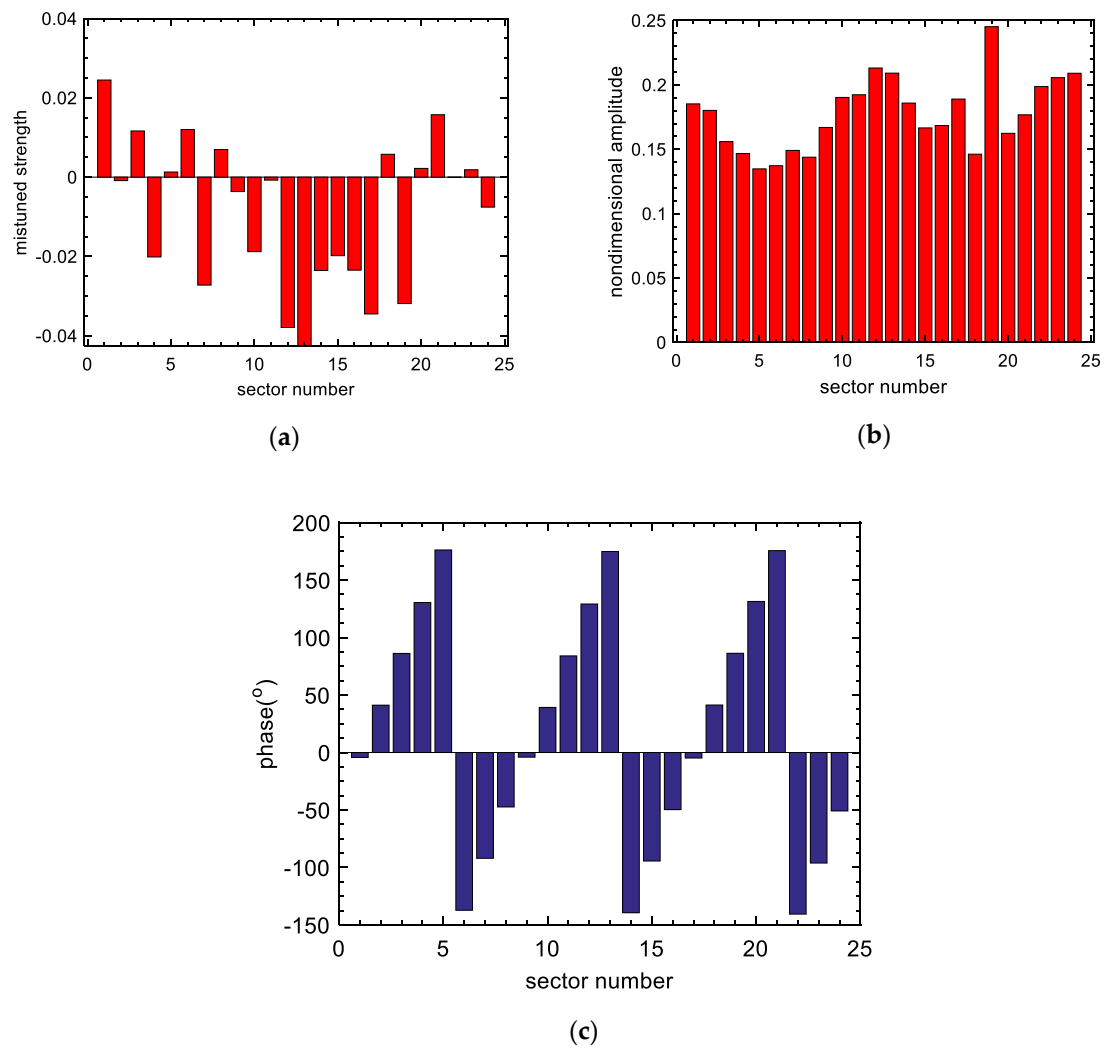 0.04
0.02
0
-0.02
-0.04
mistuned strength
0 5 10 15 20 25
sector number
(a)
0.25
0.2
0.15
0.1
0.05
0
nondimensional amplitude
0 5 10 15 20 25
sector number
(b)
200
150
100
50
0
-50
-100
-150
phase(°)
0 5 10 15 20 25
sector number
(c)